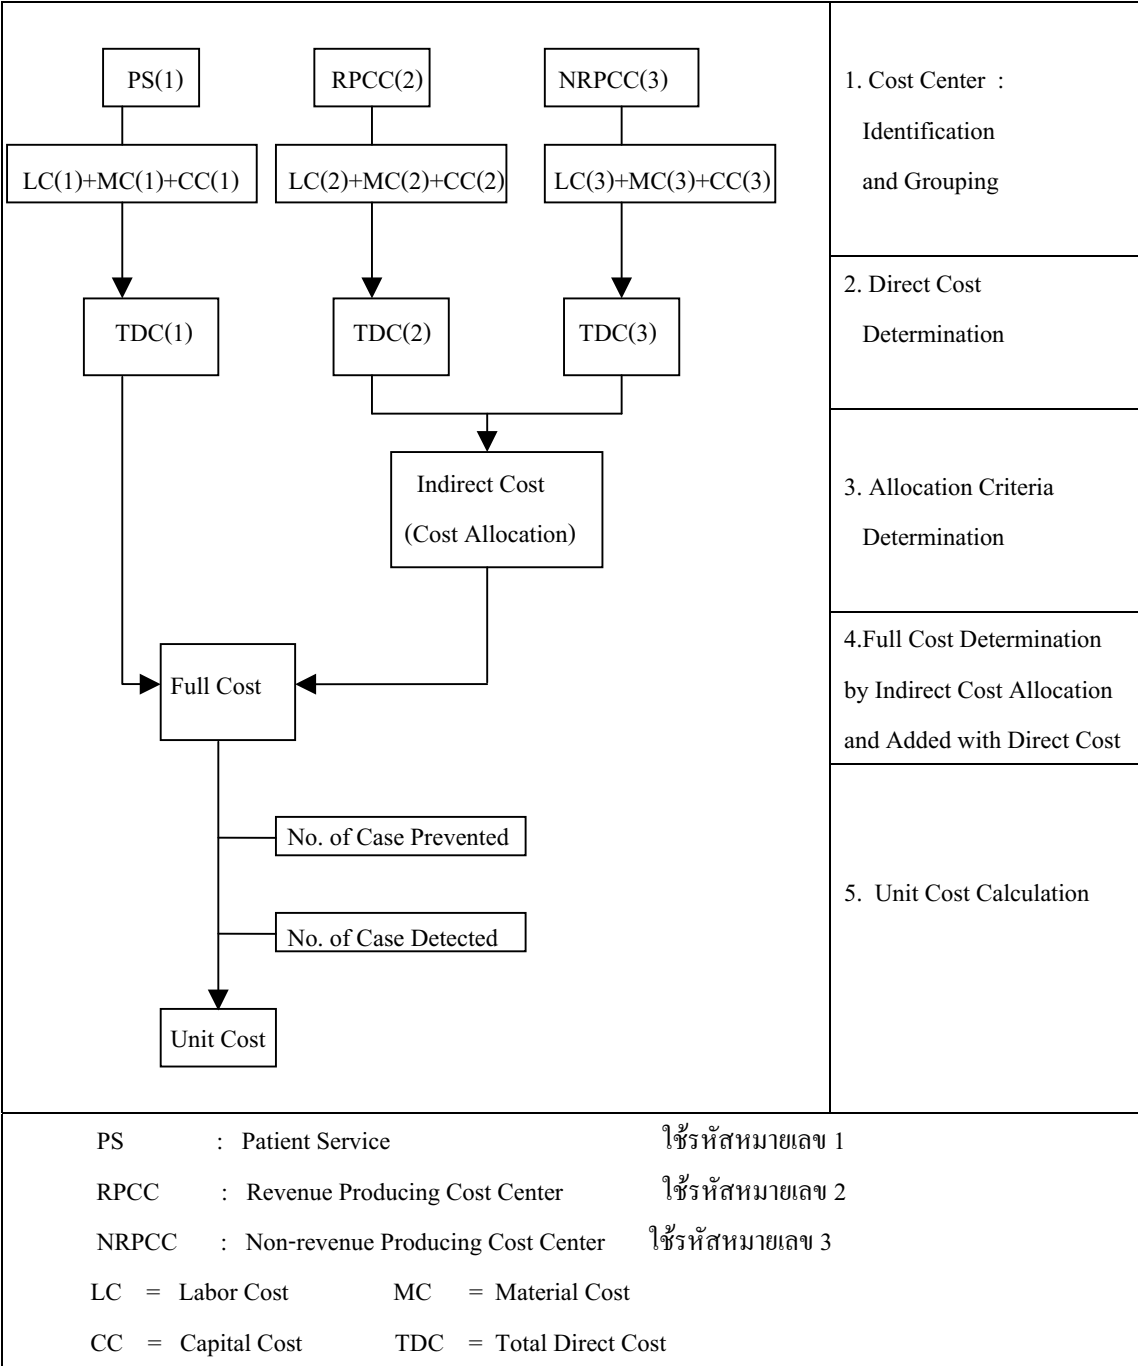 PS(1) RPCC(2) NRPCC(3)
LC(1)+MC(1)+CC(1) LC(2)+MC(2)+CC(2) LC(3)+MC(3)+CC(3)
TDC(1) TDC(2) TDC(3)
Indirect Cost
(Cost Allocation)
Full Cost
No. of Case Prevented
No. of Case Detected
Unit Cost
1. Cost Center :
Identification
and Grouping
2. Direct Cost
Determination
3. Allocation Criteria
Determination
4.Full Cost Determination
by Indirect Cost Allocation
and Added with Direct Cost
5. Unit Cost Calculation
PS : Patient Service ใช้รหัสหมายเลข 1
RPCC : Revenue Producing Cost Center ใช้รหัสหมายเลข 2
NRPCC : Non-revenue Producing Cost Center ใช้รหัสหมายเลข 3
LC = Labor Cost MC = Material Cost
CC = Capital Cost TDC = Total Direct Cost